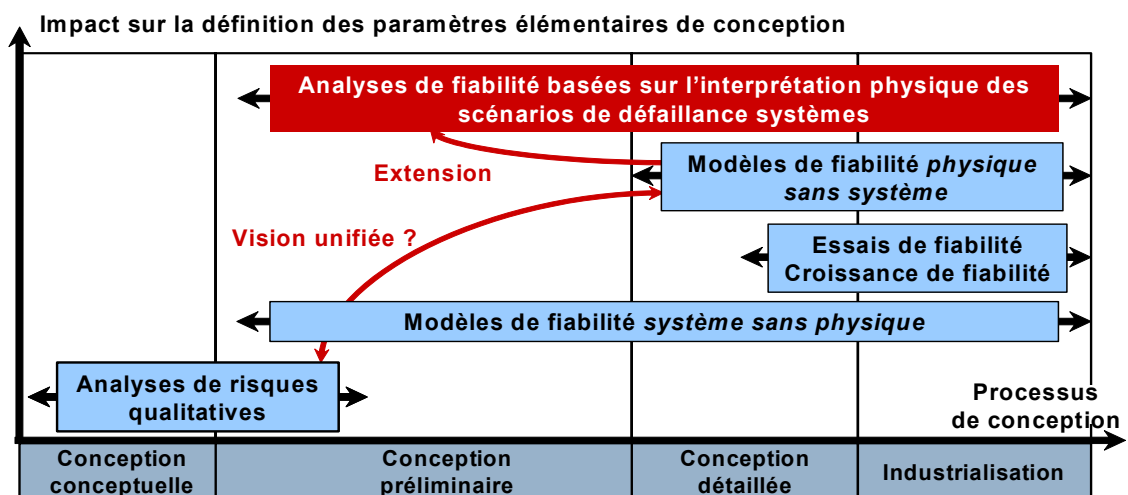 Impact sur la définition des paramètres élémentaires de conception
Analyses de fiabilité basées sur l'interprétation physique des
scénarios de défaillance systèmes
Extension
Modèles de fiabilité physique
sans système
Vision unifiée ?
Essais de fiabilité
Croissance de fiabilité
Modèles de fiabilité système sans physique
Analyses de risques
qualitatives
Processus
de conception
Conception
conceptuelle
Conception
préliminaire
Conception
détaillée
Industrialisation